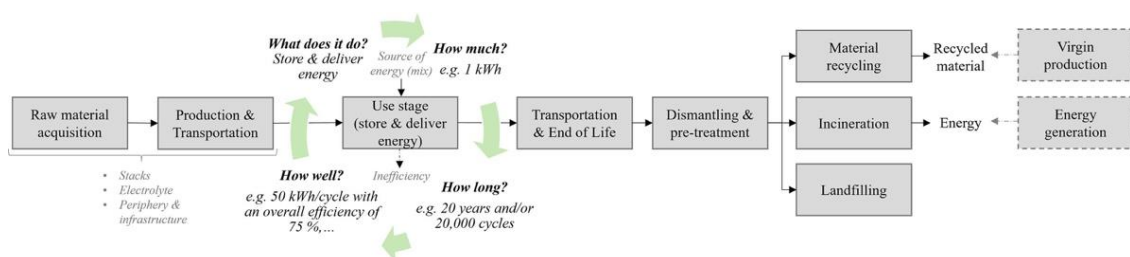 What does it do?
Store & deliver
energy
Source of
energy (mix)
How much?
e.g. 1 kWh
Raw material
acquisition
Production &
Transportation
Use stage
(store & deliver
energy)
Transportation
& End of Life
Dismantling &
pre-treatment
Material
recycling
Recycled
material
Virgin
production
Incineration
Energy
Energy
generation
Landfilling
• Stacks
• Electrolyte
• Periphery &
infrastructure
How well?
e.g. 50 kWh/cycle with
an overall efficiency of
75 %,…
Inefficiency
How long?
e.g. 20 years and/or
20,000 cycles